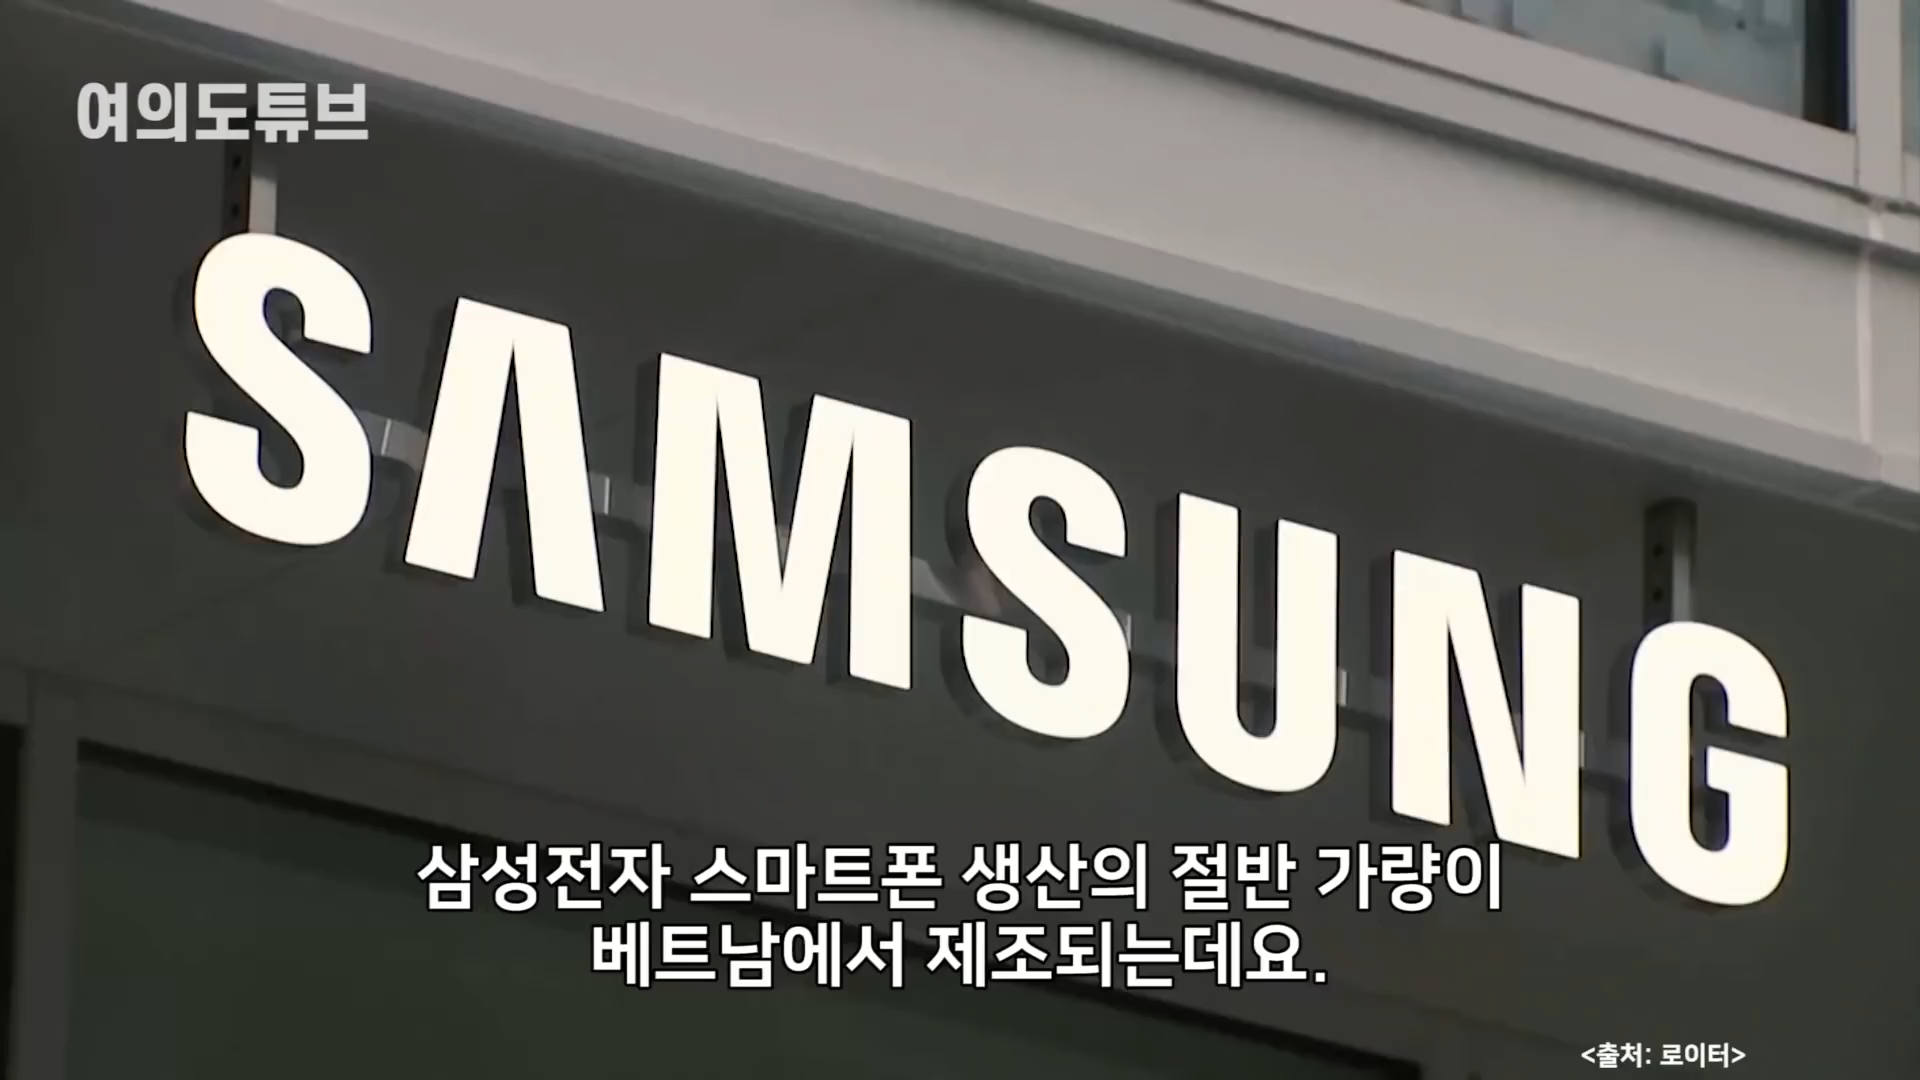 여의도튜브
SAMSUNG
삼성전자 스마트폰 생산의 절반 가량이
베트남에서 제조되는데요.
<출처: 로이터>